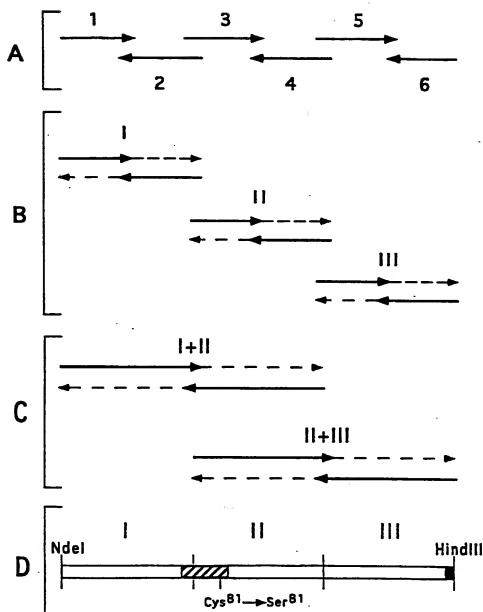 1 3 5
A
2 4 6
I
B
II
III
I+II
C
II+III
I II III
NdeI HindIII
D
Cys81→Ser81